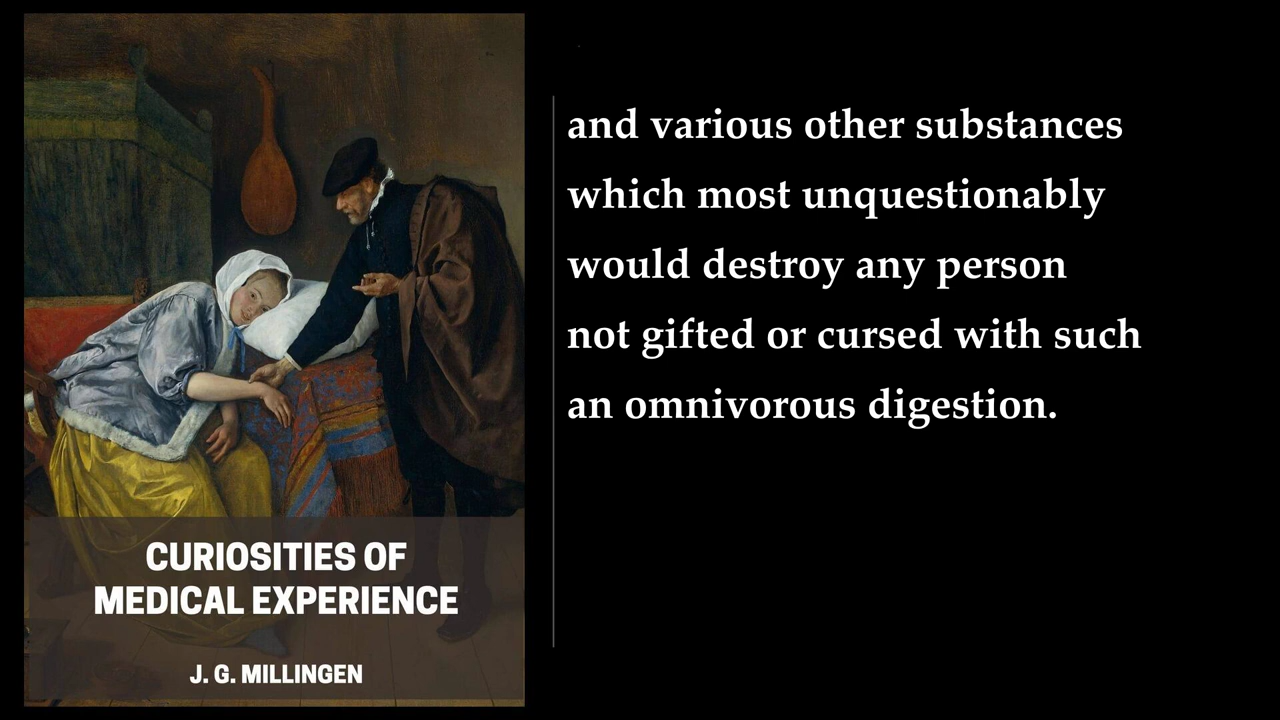 and various other substances
which most unquestionably
would destroy any person
not gifted or cursed with such
an omnivorous digestion.
CURIOSITIES OF
MEDICAL EXPERIENCE
J. G. MILLINGEN